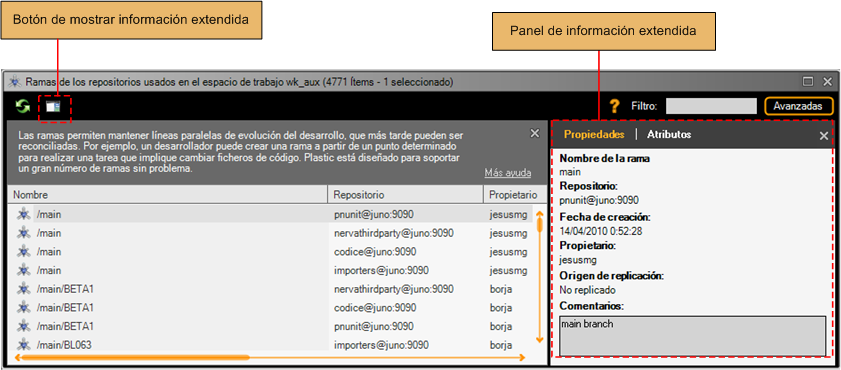 Botón de mostrar información extendida
Panel de información extendida
Ramas de los repositorios usados en el espacio de trabajo wk_aux (4771 Ítems - 1 seleccionado)
? Filtro: Avanzadas
Las ramas permiten mantener líneas paralelas de evolución del desarrollo, que más tarde pueden ser
reconciliadas. Por ejemplo, un desarrollador puede crear una rama a partir de un punto determinado
para realizar una tarea que implique cambiar ficheros de código. Plastic está diseñado para soportar
un gran número de ramas sin problema.
Más ayuda
Nombre Repositorio Propietario
/main pnunit@juno:9090 jesusmg
/main nervathirdparty@juno:9090 jesusmg
/main codice@juno:9090 jesusmg
/main importers@juno:9090 jesusmg
/main/BETA1 nervathirdparty@juno:9090 borja
/main/BETA1 codice@juno:9090 borja
/main/BETA1 pnunit@juno:9090 borja
/main/BL063 importers@juno:9090 borja
Propiedades | Atributos
Nombre de la rama
main
Repositorio:
pnunit@juno:9090
Fecha de creación:
14/04/2010 0:52:28
Propietario:
jesusmg
Origen de replicación:
No replicado
Comentarios:
main branch